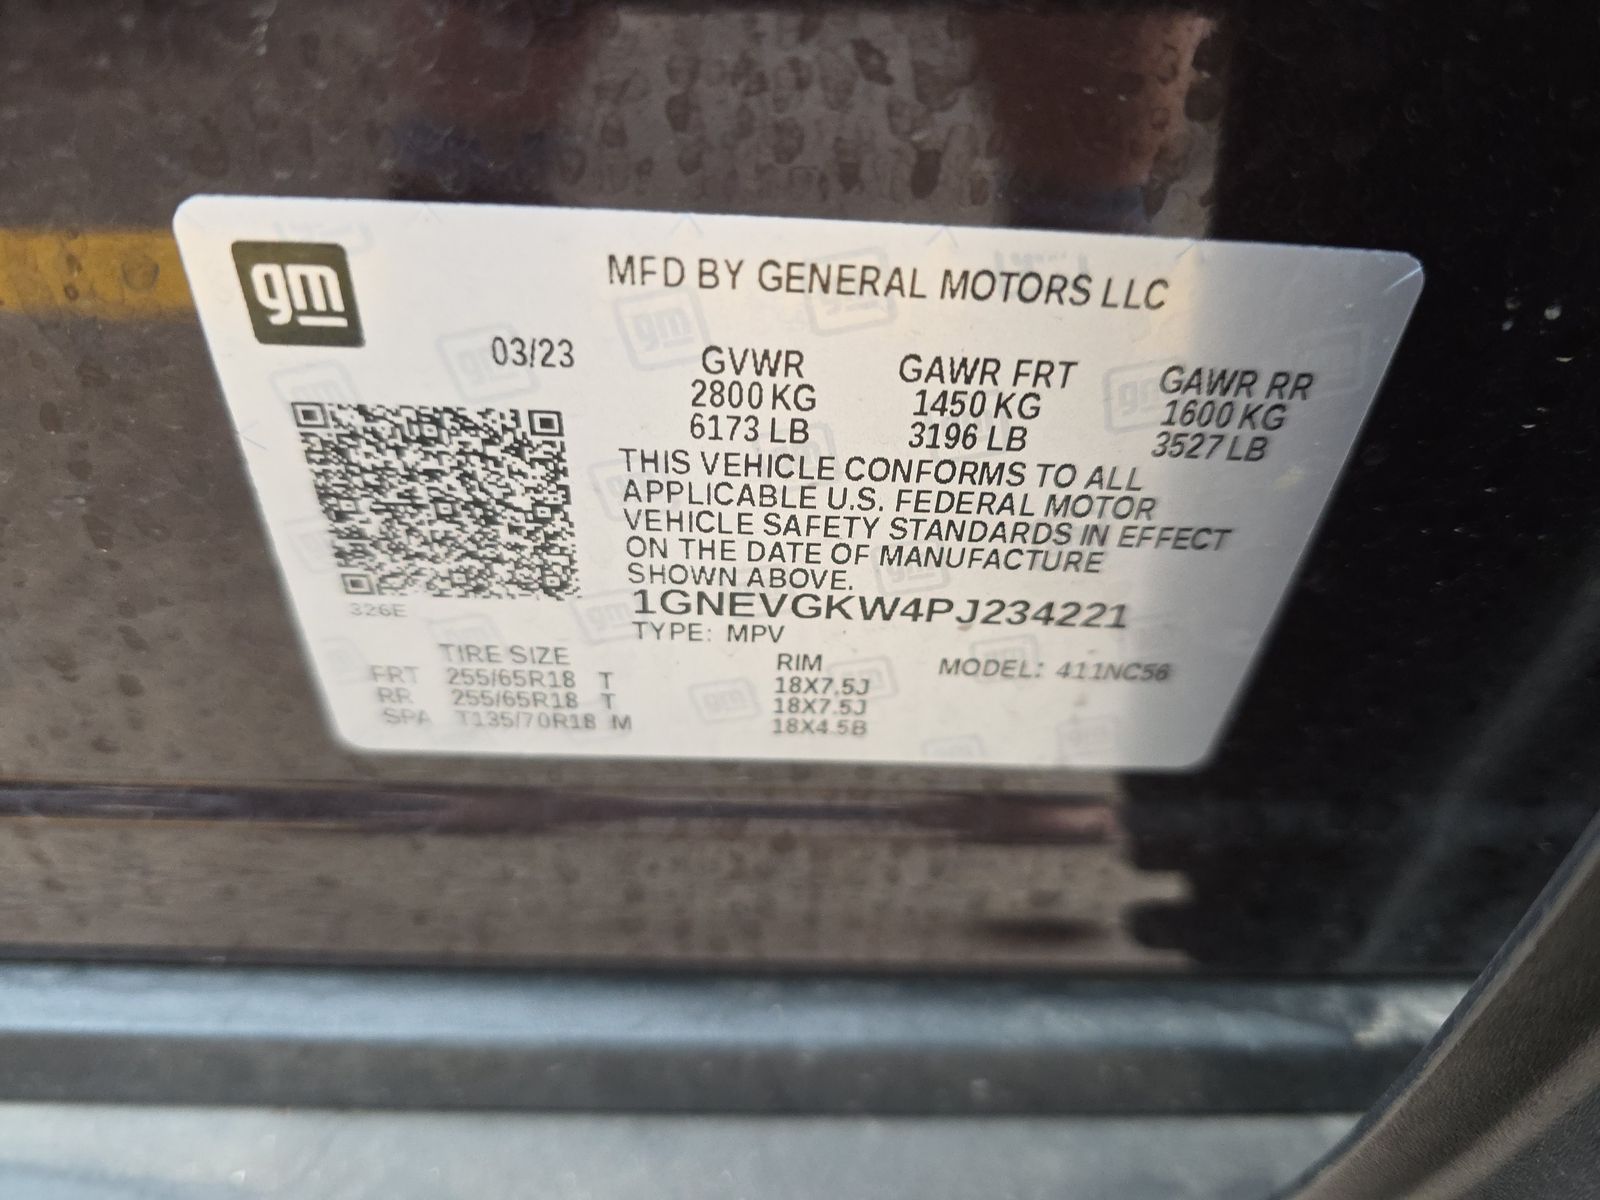 gm
MFD BY GENERAL MOTORS LLC
03/23
GVWR GAWR FRT GAWR RR
2800 KG 1450 KG 1600 KG
6173 LB 3196 LB 3527 LB
THIS VEHICLE CONFORMS TO ALL
APPLICABLE U.S. FEDERAL MOTOR
VEHICLE SAFETY STANDARDS IN EFFECT
ON THE DATE OF MANUFACTURE
SHOWN ABOVE.
326E
1GNEVGKW4PJ234221
TYPE: MPV
TIRE SIZE RIM MODEL: 411NC56
FRT 255/65R18 T 18X7.5J
RR 255/65R18 T 18X7.5J
SPA T135/70R18 M 18X4.5B